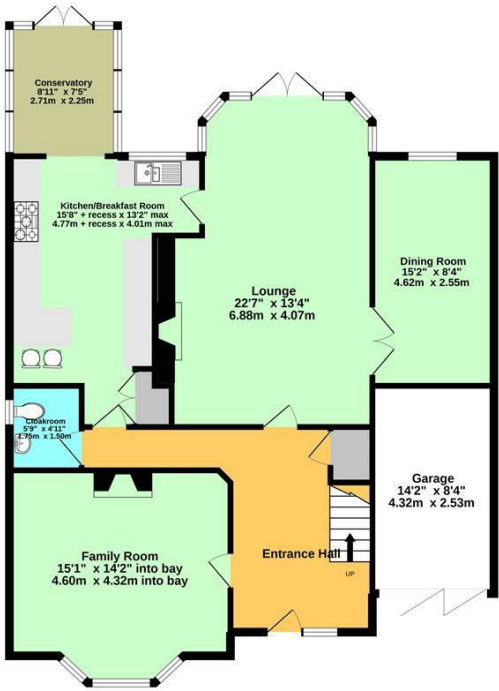 Conservatory
8'11" x 7'5"
2.71m x 2.25m
Kitchen/Breakfast Room
15'8" + recess x 13'2" max
4.77m + recess x 4.01m max
Lounge
22'7" x 13'4"
6.88m x 4.07m
Dining Room
15'2" x 8'4"
4.62m x 2.55m
Cloakroom
5'9" x 4'11"
1.75m x 1.50m
Garage
14'2" x 8'4"
4.32m x 2.53m
Family Room
15'1" x 14'2" into bay
4.60m x 4.32m into bay
Entrance Hall
UP